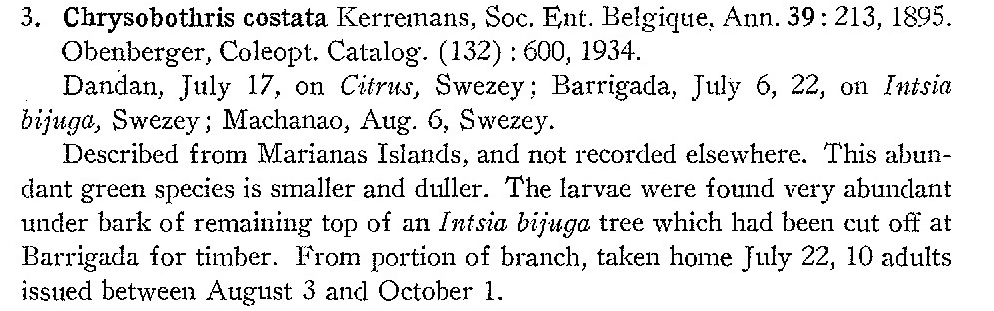 3. Chrysobothris costata Kerremans, Soc. Ent. Belgique, Ann. 39: 213, 1895.
Obenberger, Coleopt. Catalog. (132) : 600, 1934.
Dandan, July 17, on Citrus, Swezey; Barrigada, July 6, 22, on Intsia
bijuga, Swezey; Machanao, Aug. 6, Swezey.
Described from Marianas Islands, and not recorded elsewhere. This abun-
dant green species is smaller and duller. The larvae were found very abundant
under bark of remaining top of an Intsia bijuga tree which had been cut off at
Barrigada for timber. From portion of branch, taken home July 22, 10 adults
issued between August 3 and October 1.